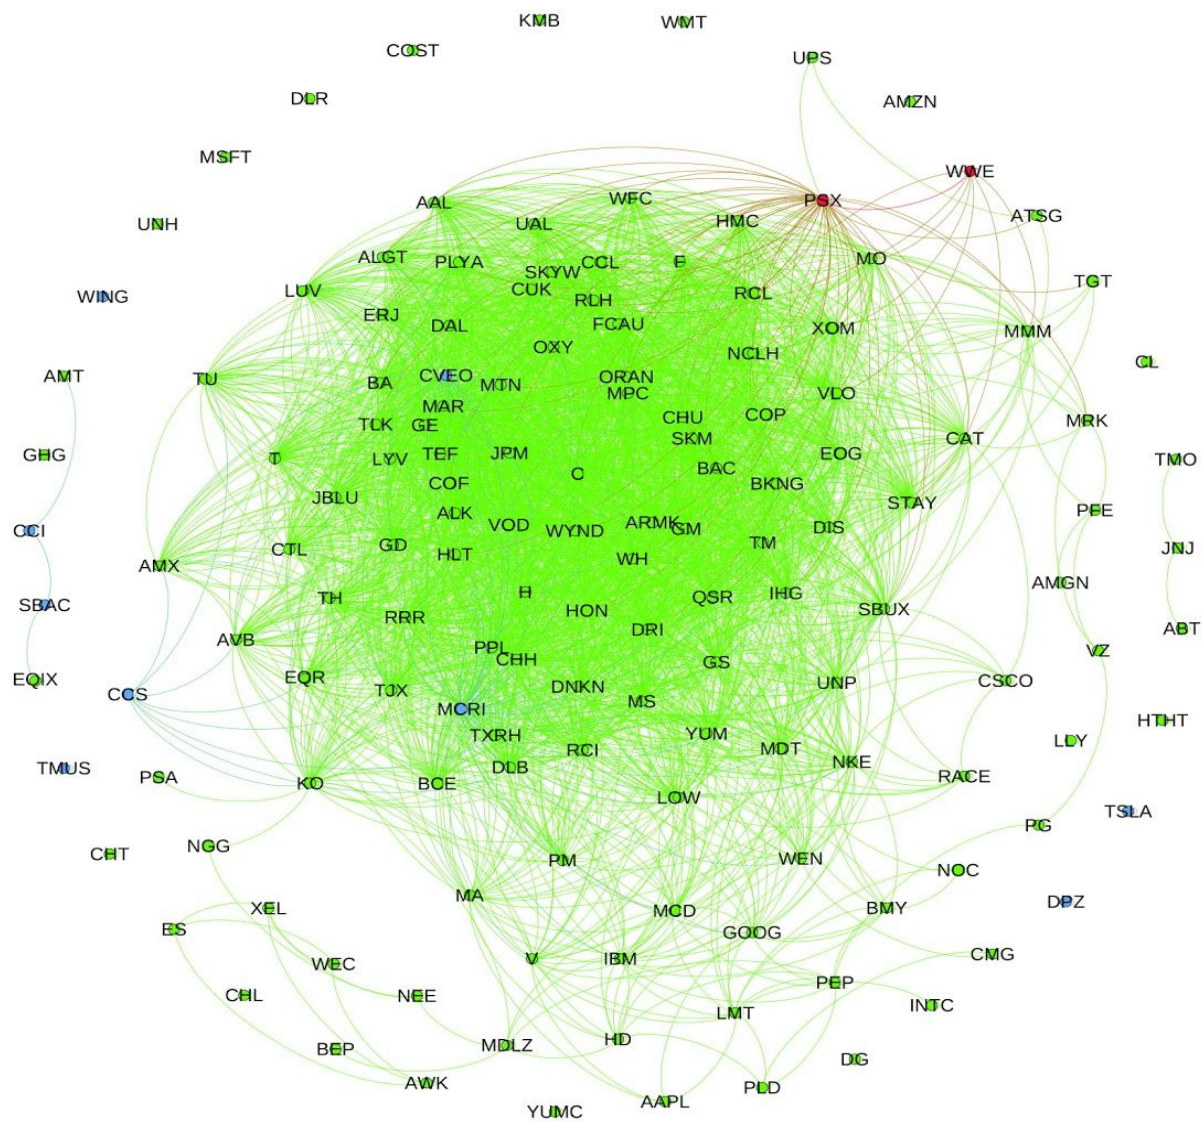 KMB
WMT
COST
UPS
DLR
AMZN
MSFT
WWE
AAL
WFC
PSX
UNH
UAL
HMC
ATSG
ALGT
PLYA
SKYW
CCL
F
MO
WING
LUV
CUK
RLH
RCL
TGT
ERJ
DAL
FCAU
XOM
MMM
OXY
NCLH
CL
AMT
TU
BA
CVEO
MTN
ORAN
MPC
VLO
MAR
TLK
GE
CHU
COP
MRK
SKM
CAT
GHG
T
LYV
TEF
JPM
BAC
EOG
TMO
C
COF
BKNG
JBLU
STAY
ALK
PFE
CCI
VOD
WYND
ARMK
GM
DIS
CTL
GD
HLT
TM
JNJ
AMX
WH
AMGN
SBAC
TH
H
QSR
IHG
RRR
HON
SBUX
AVB
DRI
ABT
PPL
CHH
GS
VZ
EQIX
CCS
EQR
TJX
DNKN
UNP
CSCO
MCRI
MS
TXRH
YUM
HTHT
RCI
MDT
LLY
TMUS
PSA
KO
BCE
DLB
NKE
RACE
LOW
TSLA
CHT
NGG
PM
WEN
PG
MA
NOC
XEL
MCD
BMY
DPZ
ES
GOOG
WEC
V
IBM
CMG
CHL
NEE
PEP
LMT
INTC
BEP
MDLZ
HD
DG
AWK
PLD
YUMC
AAPL